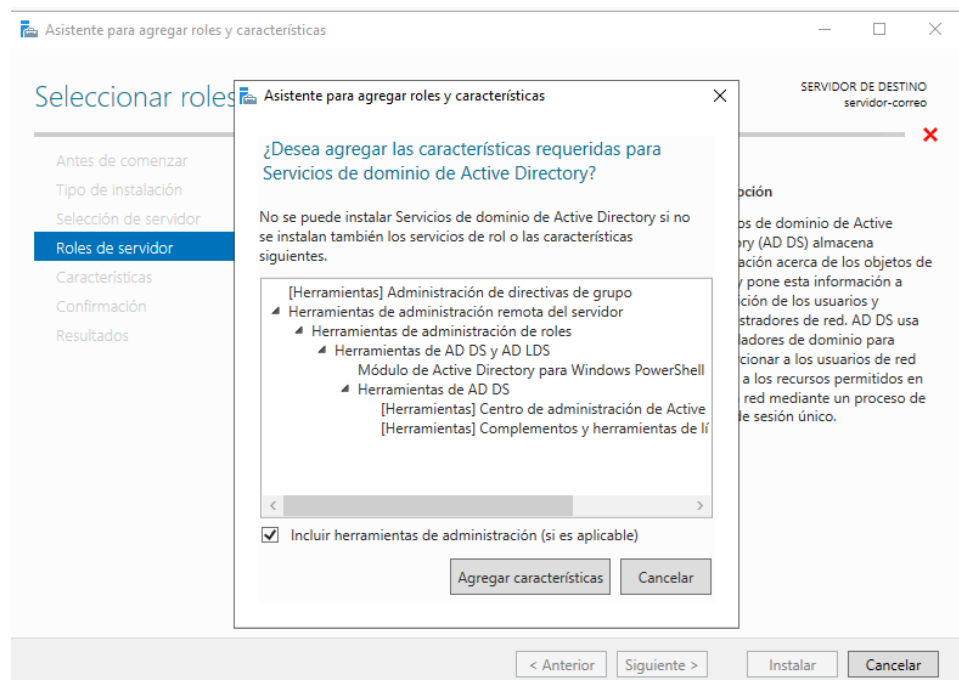 Asistente para agregar roles y características
Seleccionar roles
SERVIDOR DE DESTINO
servidor-correo
Antes de comenzar
Tipo de instalación
Selección de servidor
Roles de servidor
Características
Confirmación
Resultados
Asistente para agregar roles y características
¿Desea agregar las características requeridas para
Servicios de dominio de Active Directory?
No se puede instalar Servicios de dominio de Active Directory si no
se instalan también los servicios de rol o las características
siguientes.
[Herramientas] Administración de directivas de grupo
Herramientas de administración remota del servidor
Herramientas de administración de roles
Herramientas de AD DS y AD LDS
Módulo de Active Directory para Windows PowerShell
Herramientas de AD DS
[Herramientas] Centro de administración de Active
[Herramientas] Complementos y herramientas de lí
Incluir herramientas de administración (si es aplicable)
Agregar características
Cancelar
pción
os de dominio de Active
ory (AD DS) almacena
ación acerca de los objetos de
y pone esta información a
ición de los usuarios y
stradores de red. AD DS usa
ladores de dominio para
cionar a los usuarios de red
a los recursos permitidos en
red mediante un proceso de
de sesión único.
< Anterior
Siguiente >
Instalar
Cancelar